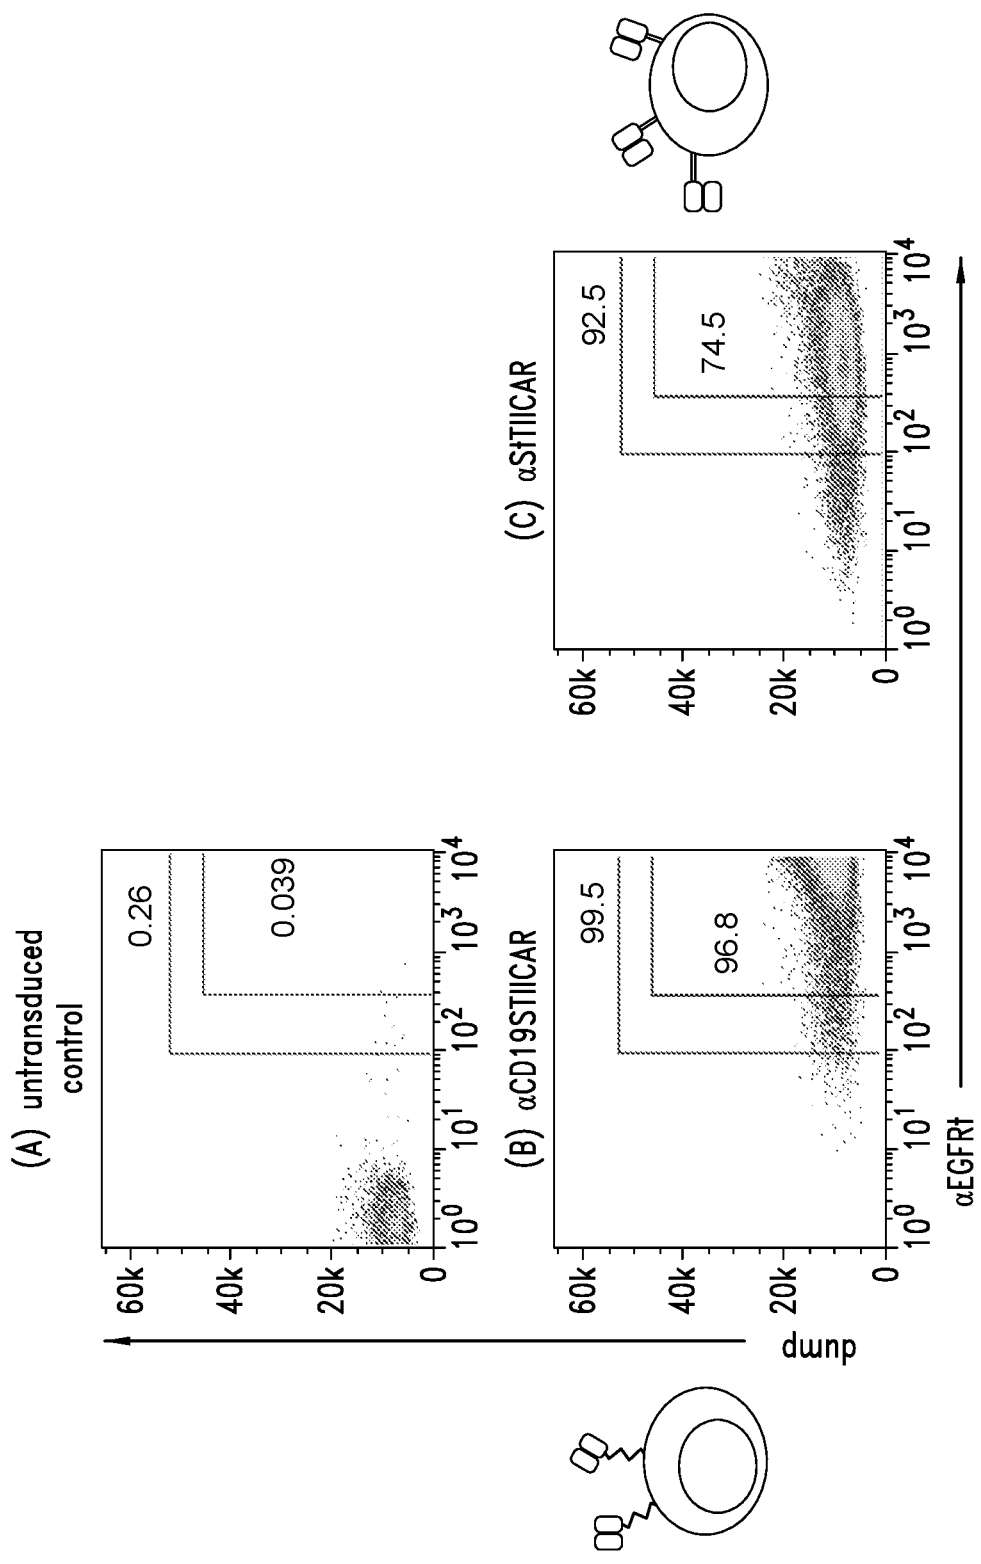 (A) untransduced
control
60k
40k
20k
0
0.26
0.039
10⁰ 10¹ 10² 10³ 10⁴
dump
(B) αCD19STIICAR
60k
40k
20k
0
99.5
96.8
10⁰ 10¹ 10² 10³ 10⁴
(C) αStTIICAR
60k
40k
20k
0
92.5
74.5
10⁰ 10¹ 10² 10³ 10⁴
αEGFRt